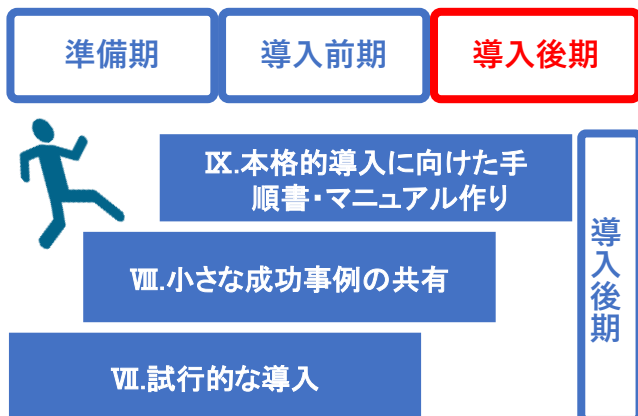 準備期
導入前期
導入後期
Ⅸ.本格的導入に向けた手
順書・マニュアル作り
Ⅷ.小さな成功事例の共有
Ⅶ.試行的な導入
導入後期